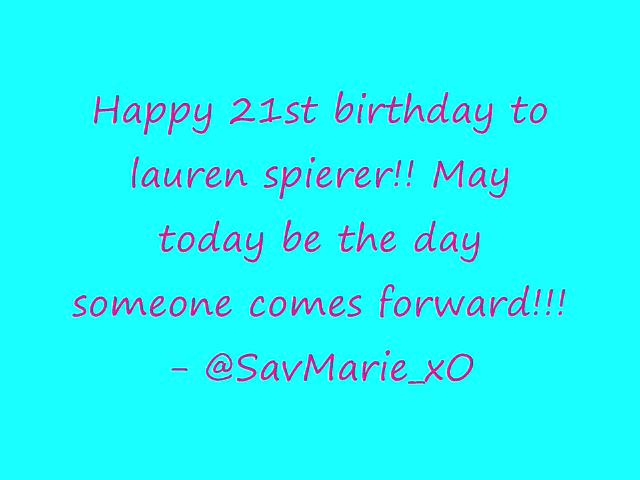 Happy 21st birthday to
lauren spierer!! May
today be the day
someone comes forward!!!
- @SavMarie_xO